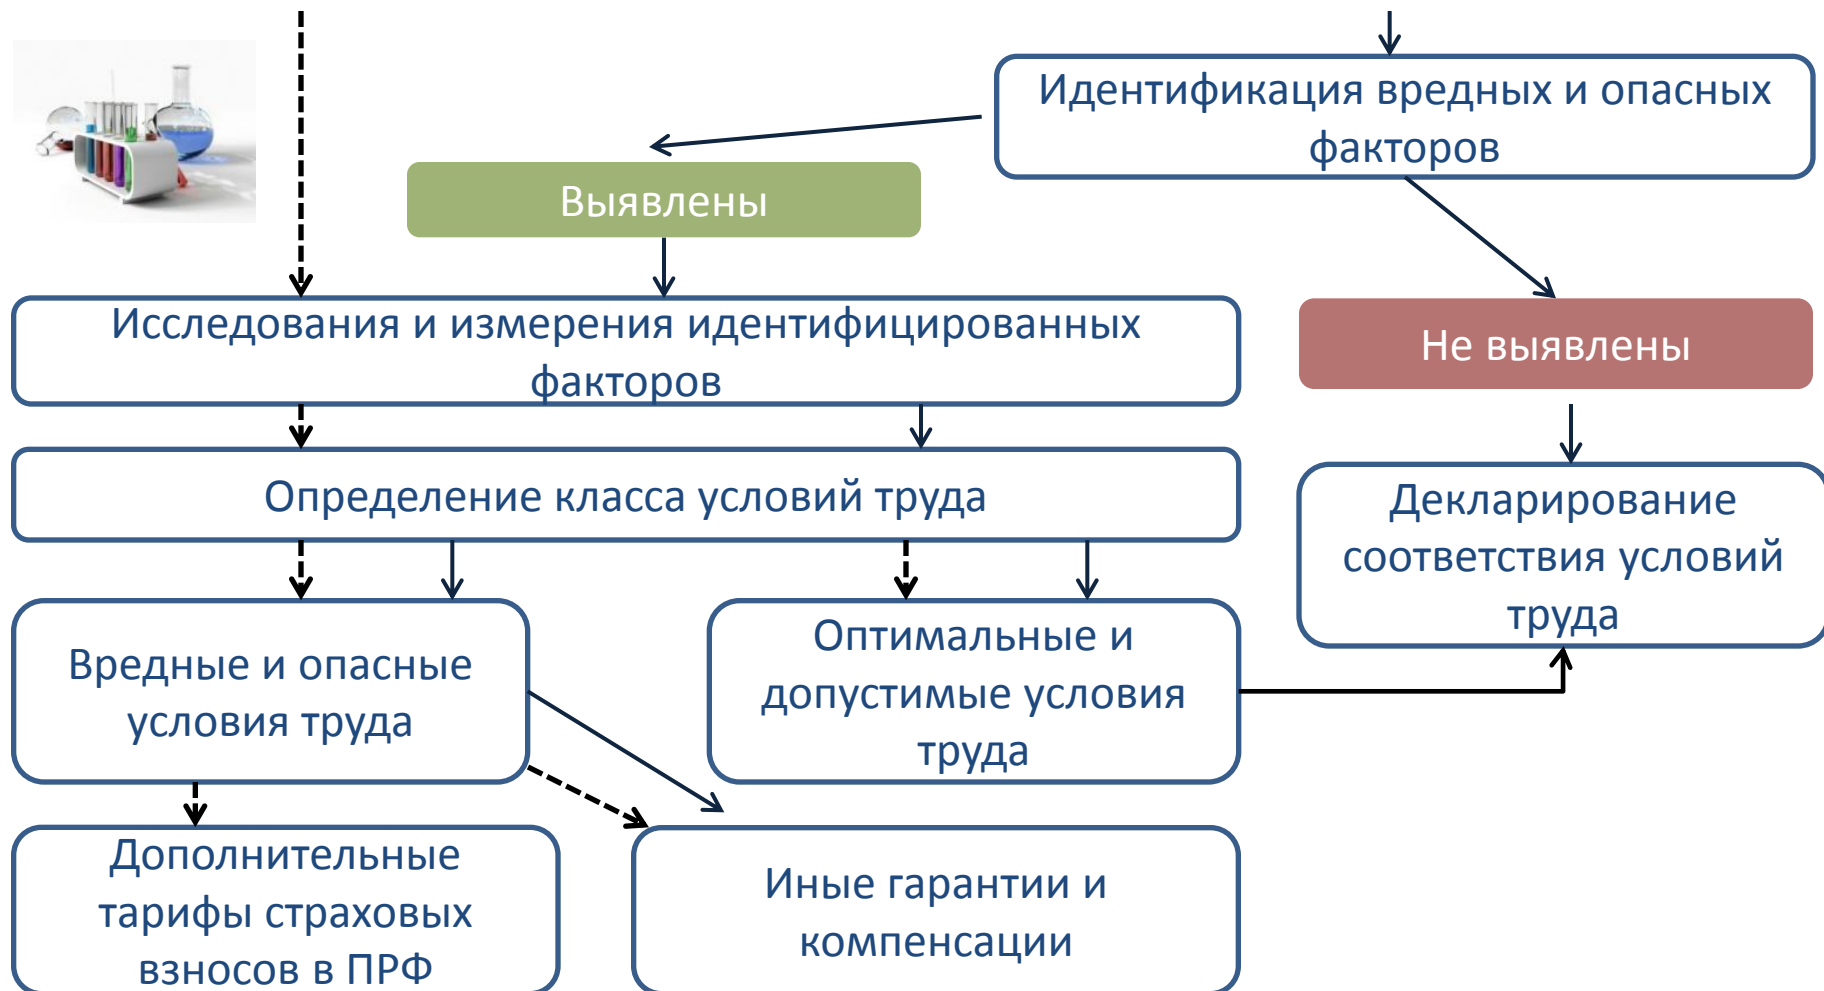 Идентификация вредных и опасных
факторов
Выявлены
Исследования и измерения идентифицированных
факторов
Не выявлены
Определение класса условий труда
Декларирование
соответствия условий
труда
Вредные и опасные
условия труда
Оптимальные и
допустимые условия
труда
Дополнительные
тарифы страховых
взносов в ПРФ
Иные гарантии и
компенсации